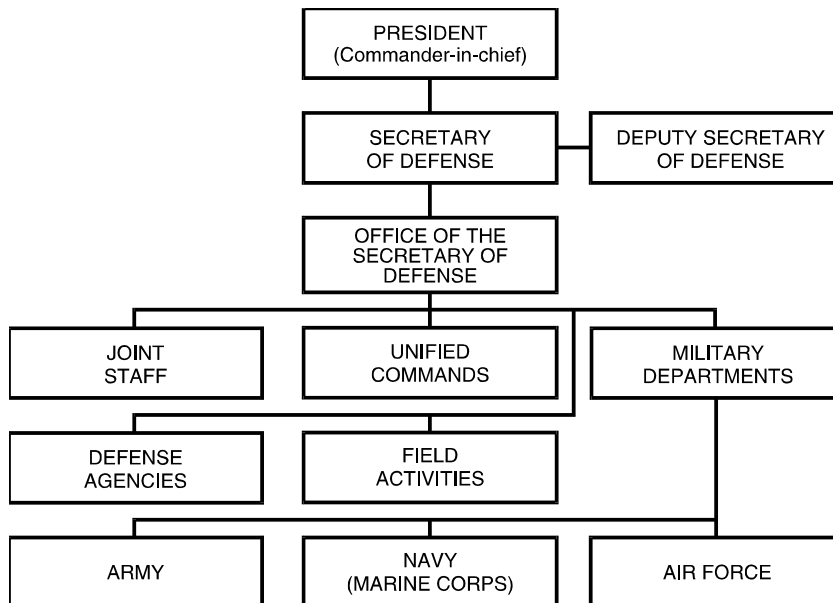 PRESIDENT
(Commander-in-chief)
SECRETARY
OF DEFENSE
DEPUTY SECRETARY
OF DEFENSE
OFFICE OF THE
SECRETARY OF
DEFENSE
JOINT
STAFF
UNIFIED
COMMANDS
MILITARY
DEPARTMENTS
DEFENSE
AGENCIES
FIELD
ACTIVITIES
ARMY
NAVY
(MARINE CORPS)
AIR FORCE